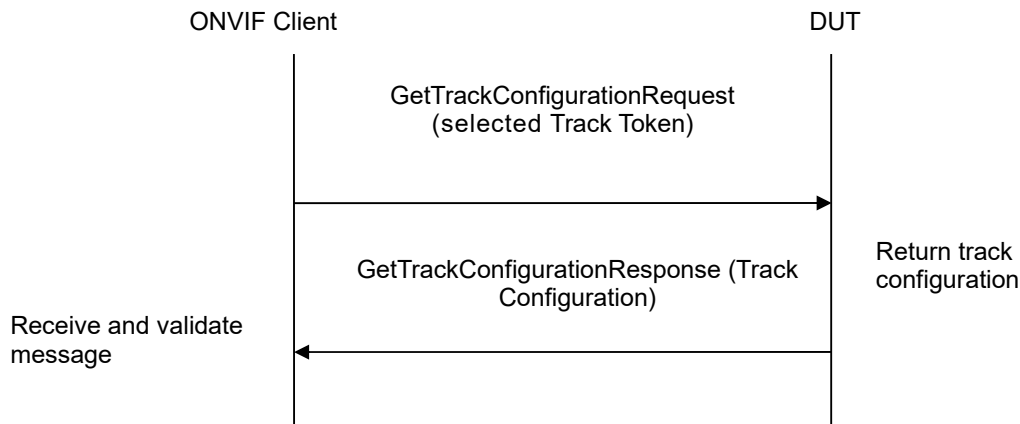 ONVIF Client
DUT
GetTrackConfigurationRequest
(selected Track Token)
GetTrackConfigurationResponse (Track
Configuration)
Return track
configuration
Receive and validate
message